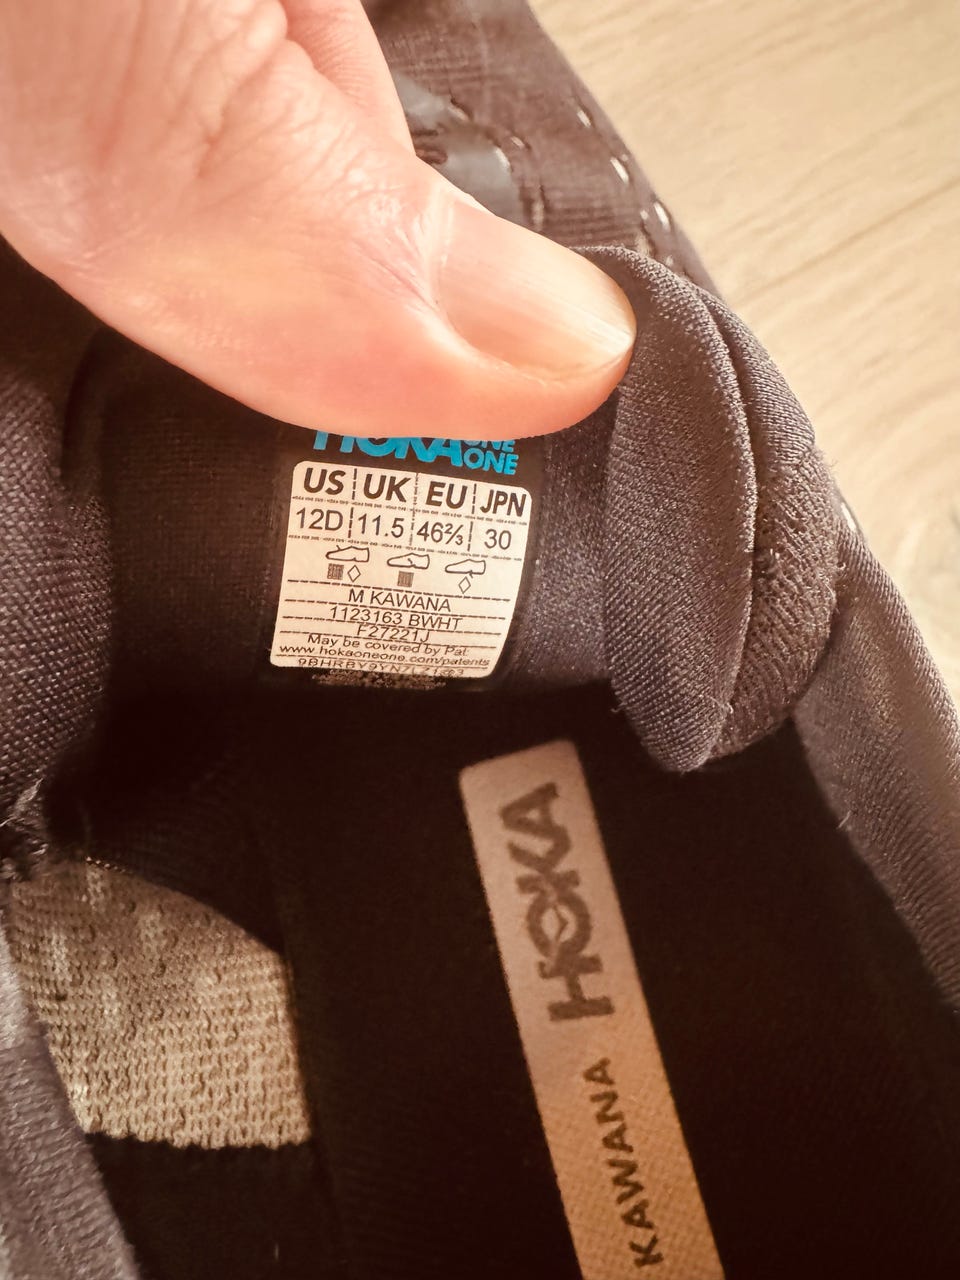 HOKA ONE ONE
US UK EU JPN
12D 11.5 46⅔ 30
M KAWANA
1123163 BWHT
F27221J
May be covered by Pat:
www.hokaoneone.com/patents
HOKA
KAWANA